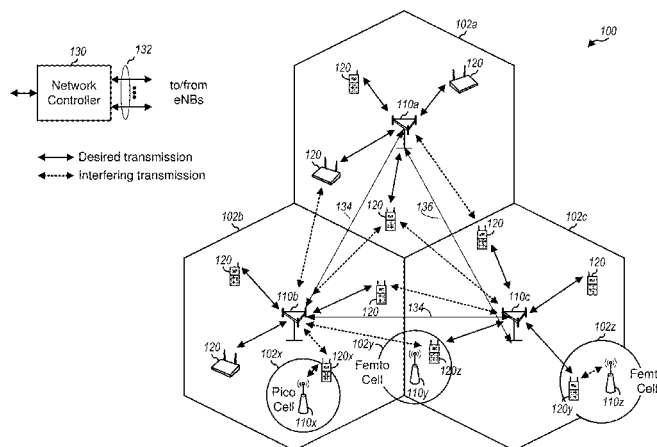 102a
100
130
132
120
120
Network
Controller
to/from
eNBs
110a
Desired transmission
Interfering transmission
120
134
120
136
102b
120
102c
120
120
110b
120
110c
134
120
102x
102y
120x
Femto
Cell
120z
102z
Pico
Cell
110x
110y
120y
110z
Femt
Cell